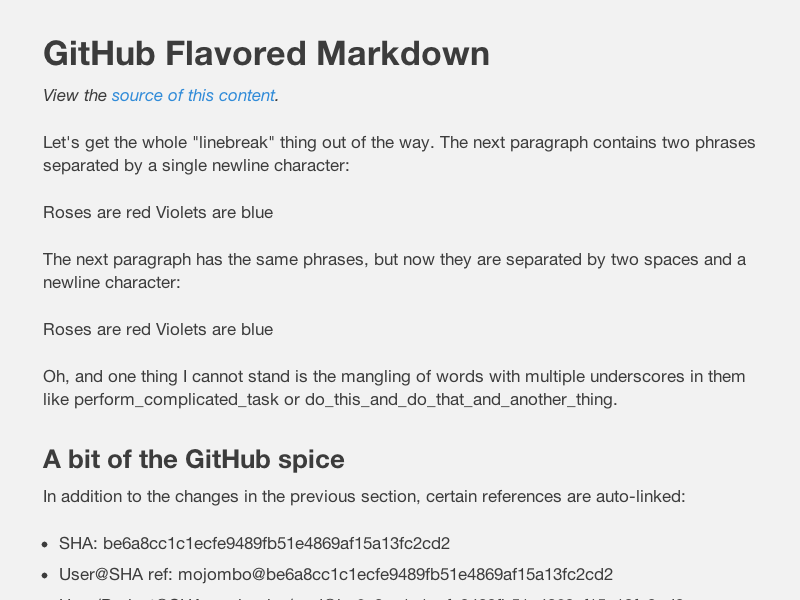 GitHub Flavored Markdown
View the source of this content.
Let's get the whole "linebreak" thing out of the way. The next paragraph contains two phrases
separated by a single newline character:
Roses are red Violets are blue
The next paragraph has the same phrases, but now they are separated by two spaces and a
newline character:
Roses are red Violets are blue
Oh, and one thing I cannot stand is the mangling of words with multiple underscores in them
like perform_complicated_task or do_this_and_do_that_and_another_thing.
A bit of the GitHub spice
In addition to the changes in the previous section, certain references are auto-linked:
• SHA: be6a8cc1c1ecfe9489fb51e4869af15a13fc2cd2
• User@SHA ref: mojombo@be6a8cc1c1ecfe9489fb51e4869af15a13fc2cd2